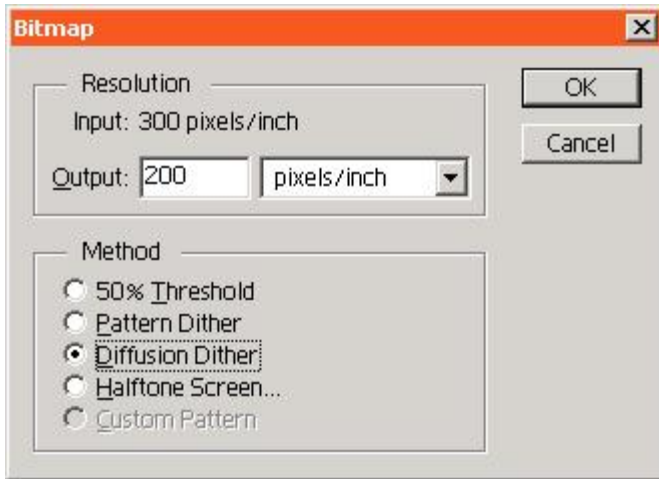 Bitmap
Resolution
Input: 300 pixels/inch
Output: 200 pixels/inch
OK
Cancel
Method
50% Threshold
Pattern Dither
Diffusion Dither
Halftone Screen...
Custom Pattern